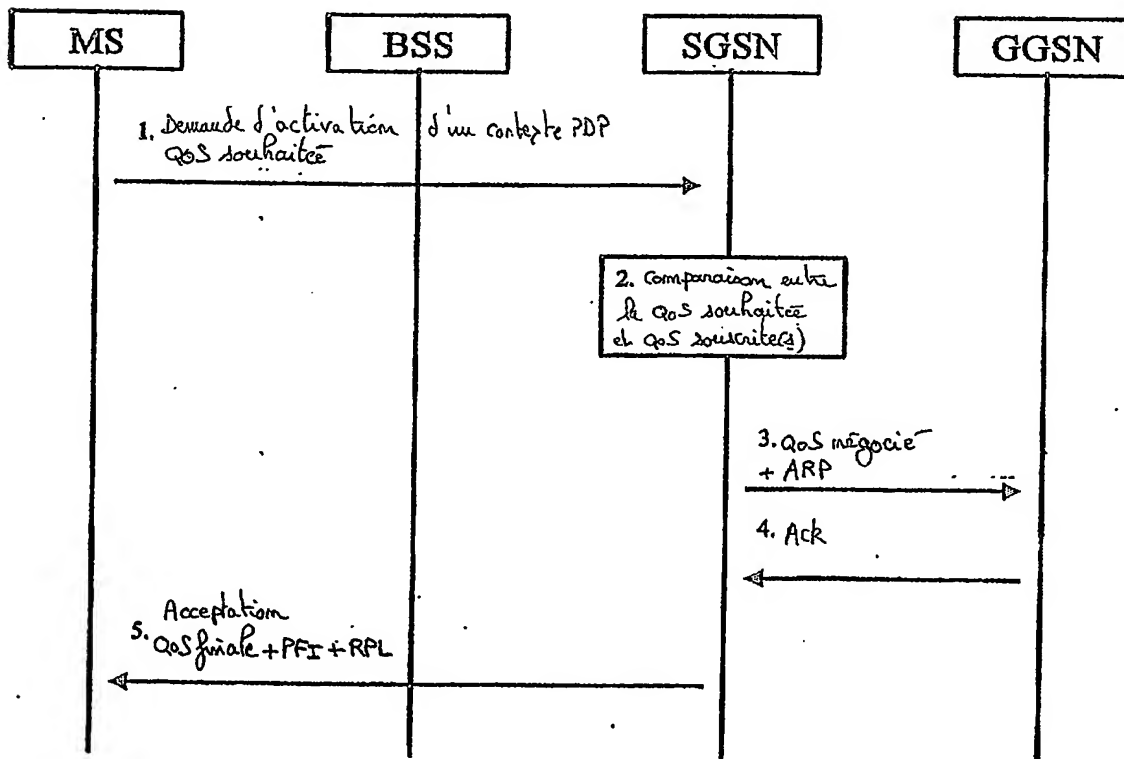 MS
BSS
SGSN
GGSN
1. Demande d'activation d'un contexte PDP
QoS souhaitée
2. Comparaison entre
la QoS souhaitée
et QoS souscrite(s)
3. QoS négocié
+ ARP
4. Ack
Acceptation
5. QoS finale + PFI + RPL